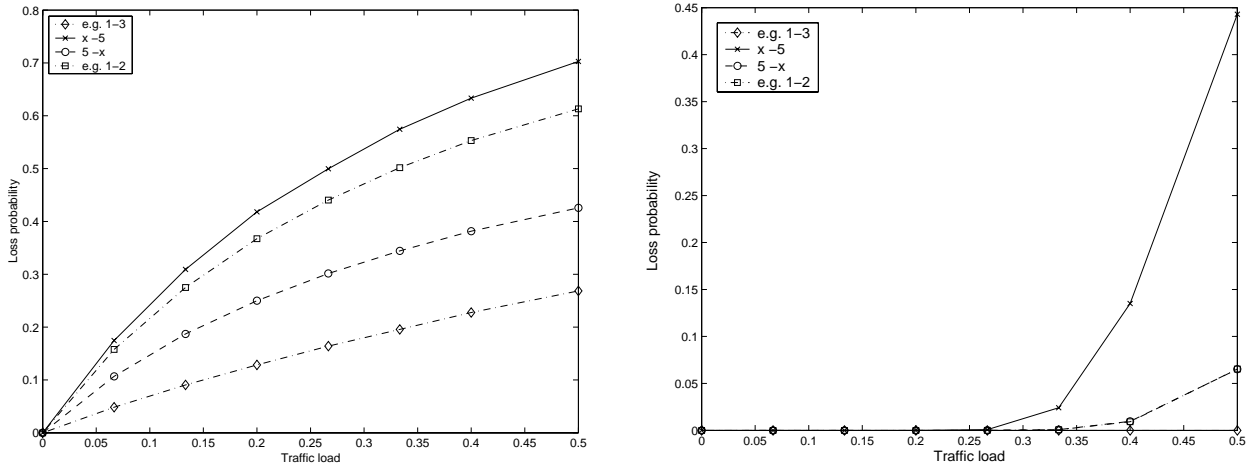 0.8
e.g. 1–3
x –5
5 –x
e.g. 1–2
0.7
0.6
0.5
0.4
0.3
0.2
0.1
0
Loss probability
0 0.05 0.1 0.15 0.2 0.25 0.3 0.35 0.4 0.45 0.5
Traffic load
0.45
e.g. 1–3
x –5
5 –x
e.g. 1–2
0.4
0.35
0.3
0.25
0.2
0.15
0.1
0.05
0
Loss probability
0 0.05 0.1 0.15 0.2 0.25 0.3 0.35 0.4 0.45 0.5
Traffic load